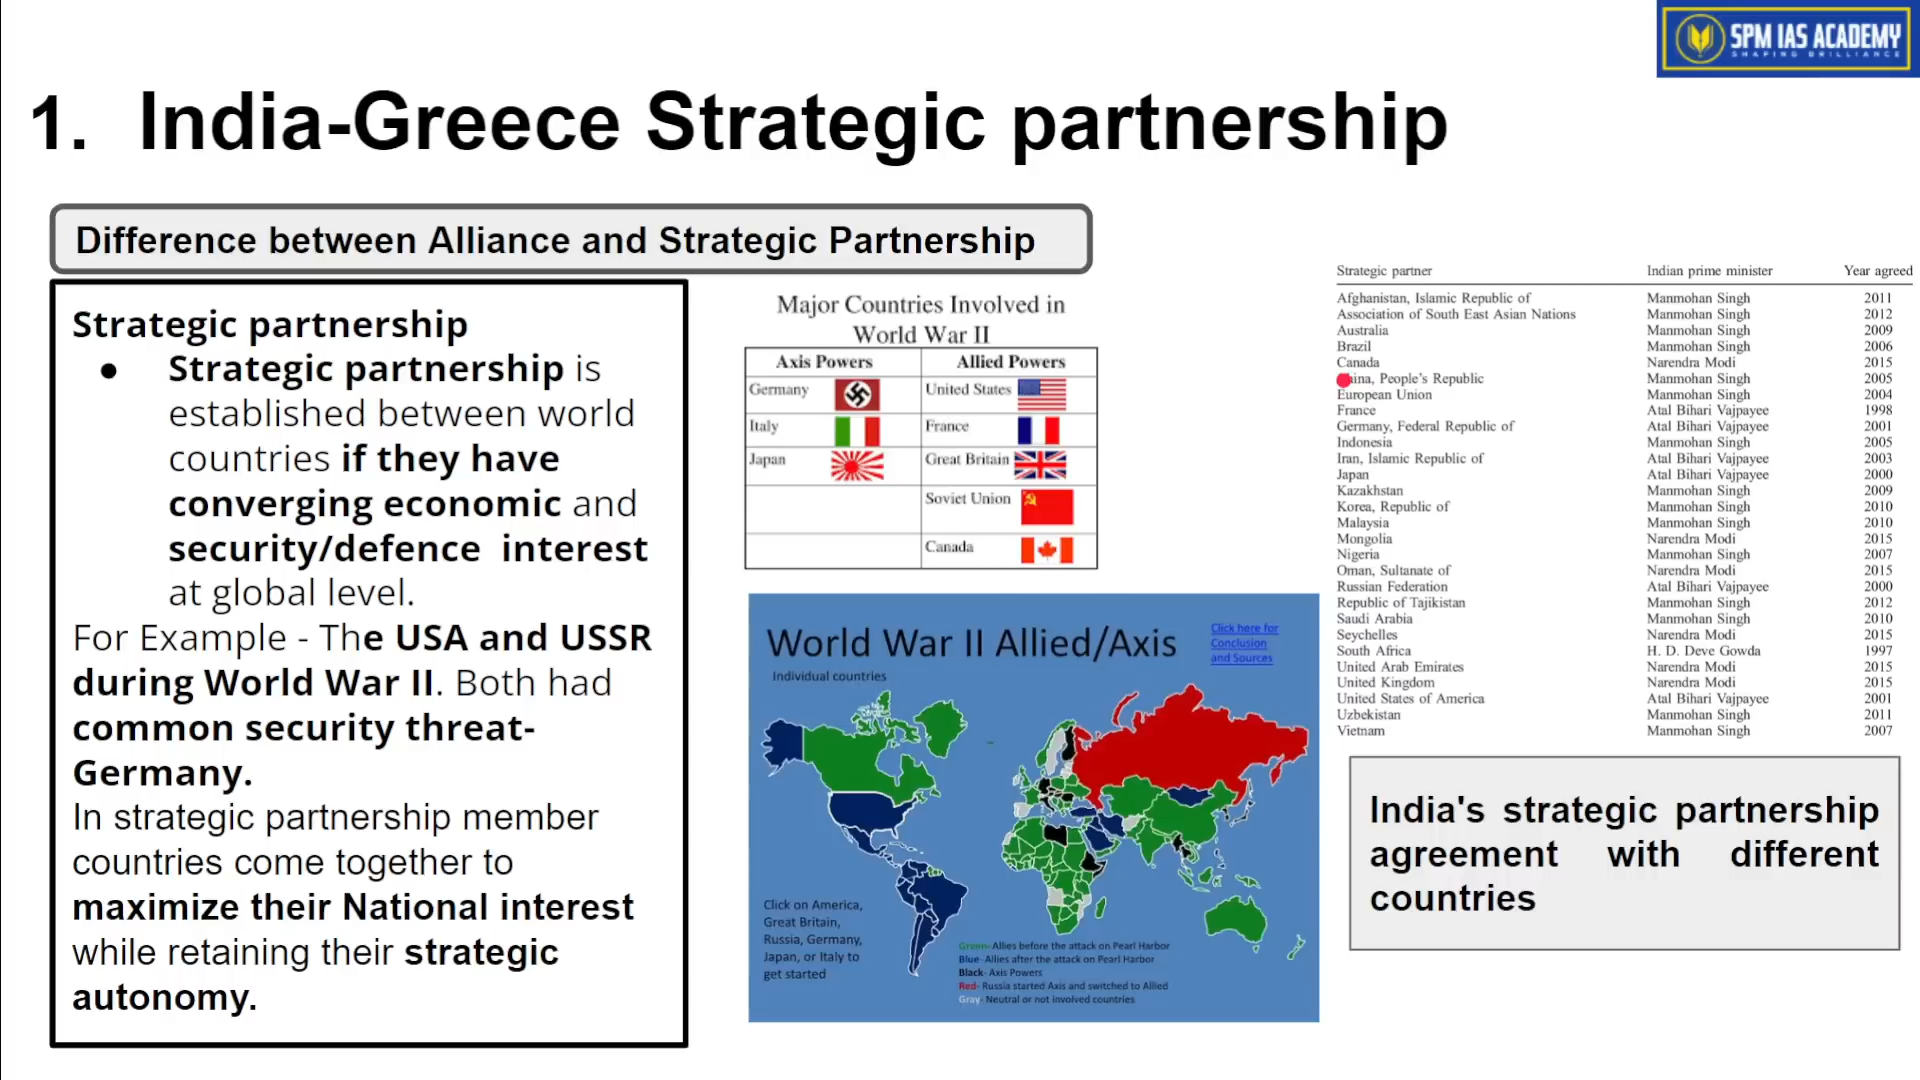 SPM IAS ACADEMY
SHAPING BRILLIANCE
1. India-Greece Strategic partnership
Difference between Alliance and Strategic Partnership
Strategic partnership
● Strategic partnership is
established between world
countries if they have
converging economic and
security/defence interest
at global level.
For Example - The USA and USSR
during World War II. Both had
common security threat-
Germany.
In strategic partnership member
countries come together to
maximize their National interest
while retaining their strategic
autonomy.
Major Countries Involved in
World War II
Axis Powers Allied Powers
Germany United States
Italy France
Japan Great Britain
Soviet Union
Canada
World War II Allied/Axis
Click here for
Conclusion
and Sources
Individual countries
Click on America,
Great Britain,
Russia, Germany,
Japan, or Italy to
get started
Green- Allies before the attack on Pearl Harbor
Blue- Allies after the attack on Pearl Harbor
Black- Axis Powers
Red- Russia started Axis and switched to Allied
Gray- Neutral or not involved countries
Strategic partner Indian prime minister Year agreed
Afghanistan, Islamic Republic of Manmohan Singh 2011
Association of South East Asian Nations Manmohan Singh 2012
Australia Manmohan Singh 2009
Brazil Manmohan Singh 2006
Canada Narendra Modi 2015
China, People's Republic Manmohan Singh 2005
European Union Manmohan Singh 2004
France Atal Bihari Vajpayee 1998
Germany, Federal Republic of Atal Bihari Vajpayee 2001
Indonesia Manmohan Singh 2005
Iran, Islamic Republic of Atal Bihari Vajpayee 2003
Japan Atal Bihari Vajpayee 2000
Kazakhstan Manmohan Singh 2009
Korea, Republic of Manmohan Singh 2010
Malaysia Manmohan Singh 2010
Mongolia Narendra Modi 2015
Nigeria Manmohan Singh 2007
Oman, Sultanate of Narendra Modi 2015
Russian Federation Atal Bihari Vajpayee 2000
Republic of Tajikistan Manmohan Singh 2012
Saudi Arabia Manmohan Singh 2010
Seychelles Narendra Modi 2015
South Africa H. D. Deve Gowda 1997
United Arab Emirates Narendra Modi 2015
United Kingdom Narendra Modi 2015
United States of America Atal Bihari Vajpayee 2001
Uzbekistan Manmohan Singh 2011
Vietnam Manmohan Singh 2007
India's strategic partnership
agreement with different
countries